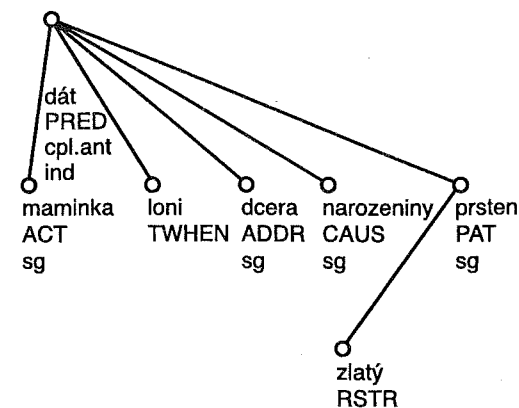 dát
PRED
cpl.ant
ind
maminka loni dcera narozeniny prsten
ACT TWHEN ADDR CAUS PAT
sg sg sg sg
zlatý
RSTR